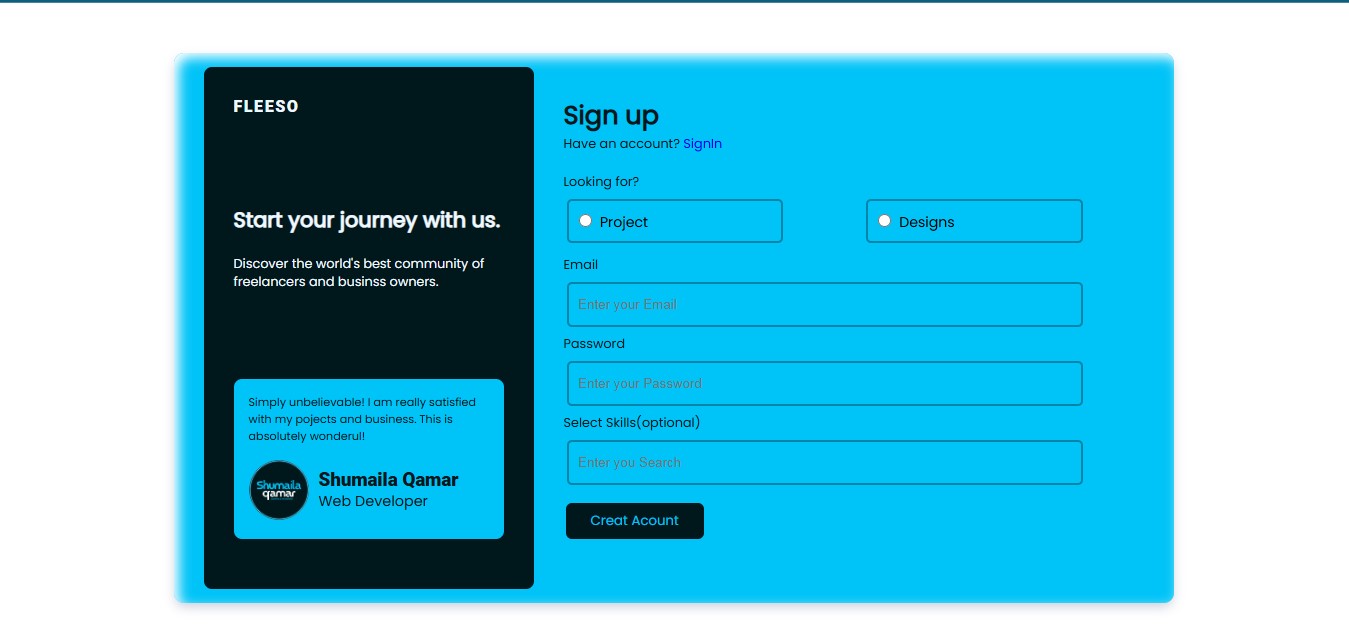 FLEESO
Start your journey with us.
Discover the world's best community of
freelancers and businss owners.
Simply unbelievable! I am really satisfied
with my pojects and business. This is
absolutely wonderul!
Shumaila
qamar
Shumaila Qamar
Web Developer
Sign up
Have an account? SignIn
Looking for?
Project
Designs
Email
Enter your Email
Password
Enter your Password
Select Skills(optional)
Enter you Search
Creat Acount